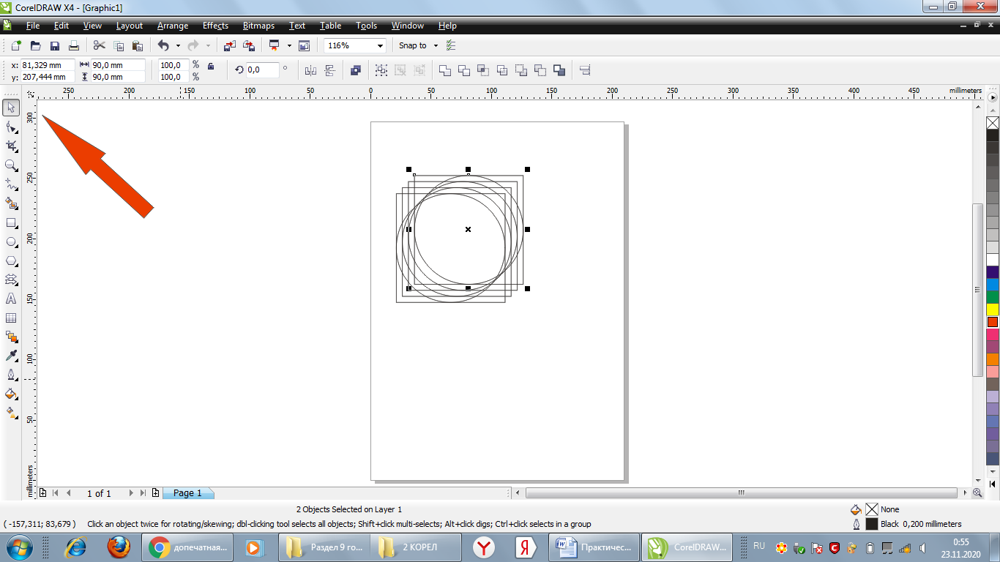 CorelDRAW X4 - [Graphic1]
File Edit View Layout Arrange Effects Bitmaps Text Table Tools Window Help
116% Snap to
x: 81,329 mm 90,0 mm 100,0 % 0,0 °
y: 207,444 mm 90,0 mm 100,0 %
250 200 150 100 50 0 50 100 150 200 250 300 350 400 450 millimeters
300
250
200
150
100
50
millimeters
1 of 1 Page 1
2 Objects Selected on Layer 1 None
( -157,311; 83,679 ) Click an object twice for rotating/skewing; dbl-clicking tool selects all objects; Shift+click multi-selects; Alt+click digs; Ctrl+click selects in a group Black 0,200 millimeters
допечатная... Раздел 9 го... 2 КОРЕЛ Практичес... CorelDRAW... RU 0:55
23.11.2020